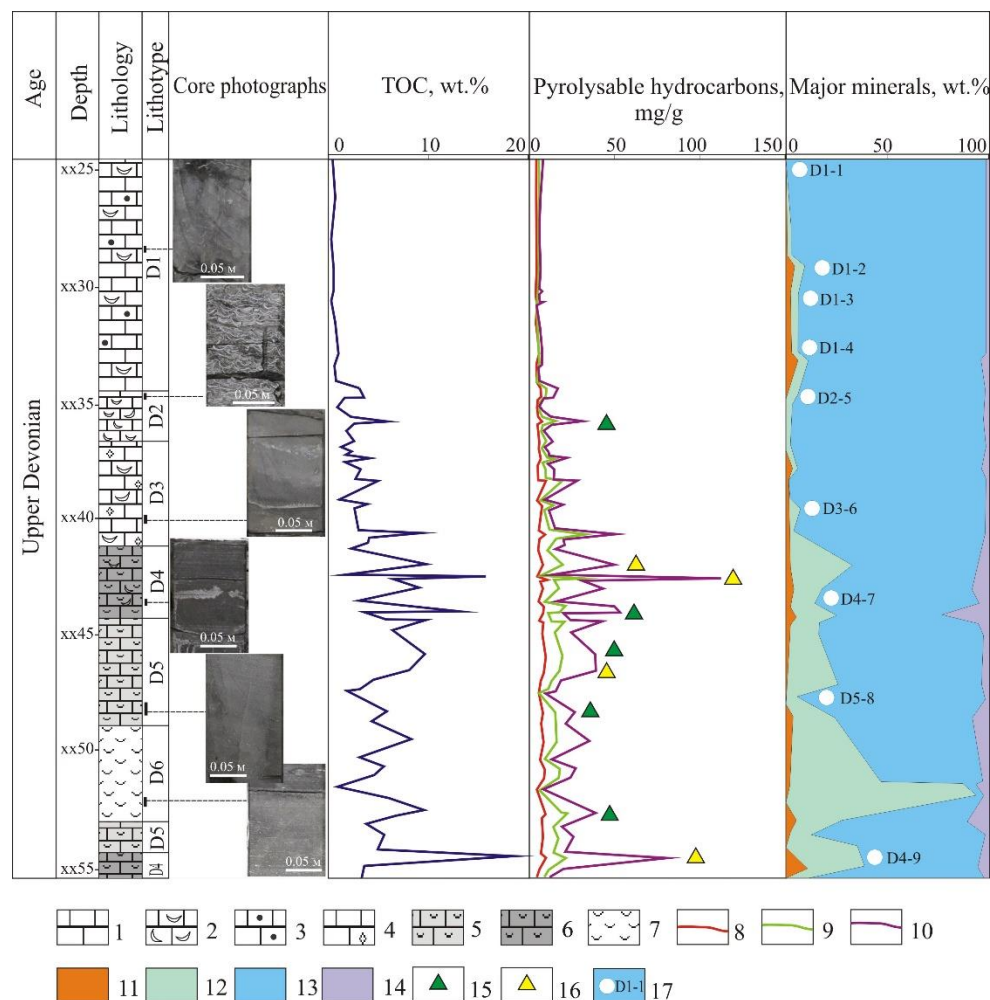 Age
Depth
Lithology
Lithotype
Core photographs
TOC, wt.%
0 10 20
Pyrolysable hydrocarbons,
mg/g
0 50 100 150
Major minerals, wt.%
0 50 100
Upper Devonian
xx25
xx30
xx35
xx40
xx45
xx50
xx55
D1
D2
D3
D4
D5
D6
D5
D4
0.05 м
0.05 м
0.05 м
0.05 м
0.05 м
0.05 м
D1-1
D1-2
D1-3
D1-4
D2-5
D3-6
D4-7
D5-8
D4-9
1 2 3 4 5 6 7 8 9 10
11 12 13 14 15 16 D1-1 17